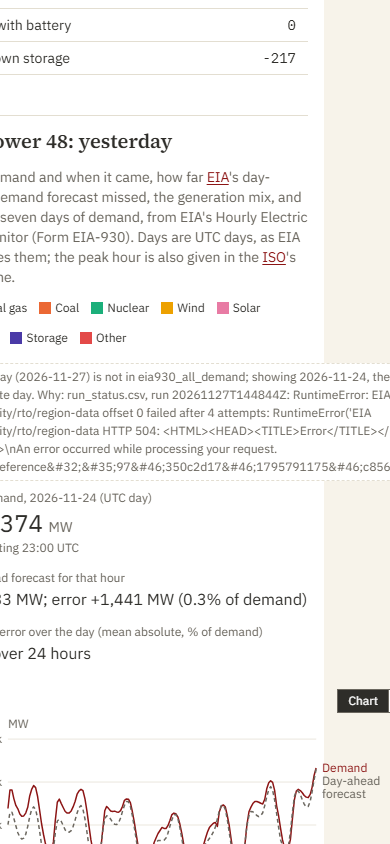 with battery 0
own storage -217
ower 48: yesterday
mand and when it came, how far EIA's day-
emand forecast missed, the generation mix, and
seven days of demand, from EIA's Hourly Electric
nitor (Form EIA-930). Days are UTC days, as EIA
es them; the peak hour is also given in the ISO's
ne.
al gas Coal Nuclear Wind Solar
Storage Other
ay (2026-11-27) is not in eia930_all_demand; showing 2026-11-24, the
te day. Why: run_status.csv, run 20261127T144844Z: RuntimeError: EIA
ity/rto/region-data offset 0 failed after 4 attempts: RuntimeError('EIA
ity/rto/region-data HTTP 504: <HTML><HEAD><TITLE>Error</TITLE></
>\nAn error occurred while processing your request.
eference&#32;&#35;97&#46;350c2d17&#46;1795791175&#46;c856
mand, 2026-11-24 (UTC day)
374 MW
ting 23:00 UTC
ad forecast for that hour
33 MW; error +1,441 MW (0.3% of demand)
error over the day (mean absolute, % of demand)
over 24 hours
Chart
MW
Demand
Day-ahead
forecast